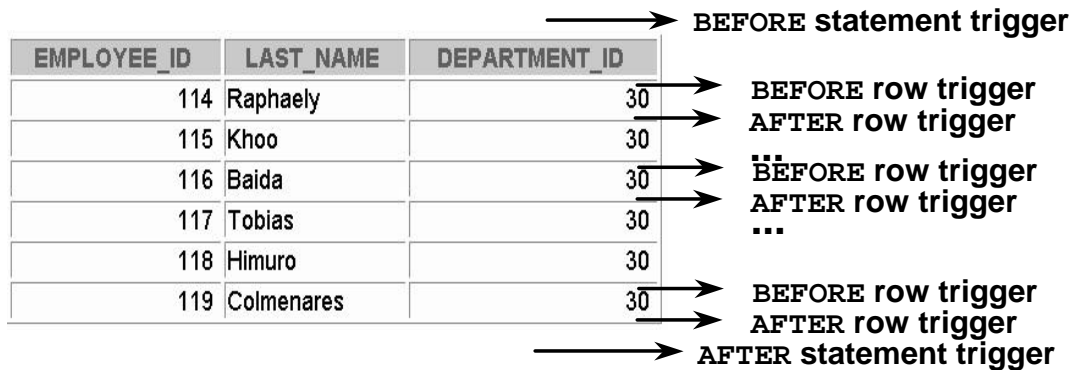 BEFORE statement trigger
EMPLOYEE_ID LAST_NAME DEPARTMENT_ID
114 Raphaely 30
BEFORE row trigger
AFTER row trigger
115 Khoo 30
...
116 Baida 30
BEFORE row trigger
AFTER row trigger
117 Tobias 30
...
118 Himuro 30
119 Colmenares 30
BEFORE row trigger
AFTER row trigger
AFTER statement trigger